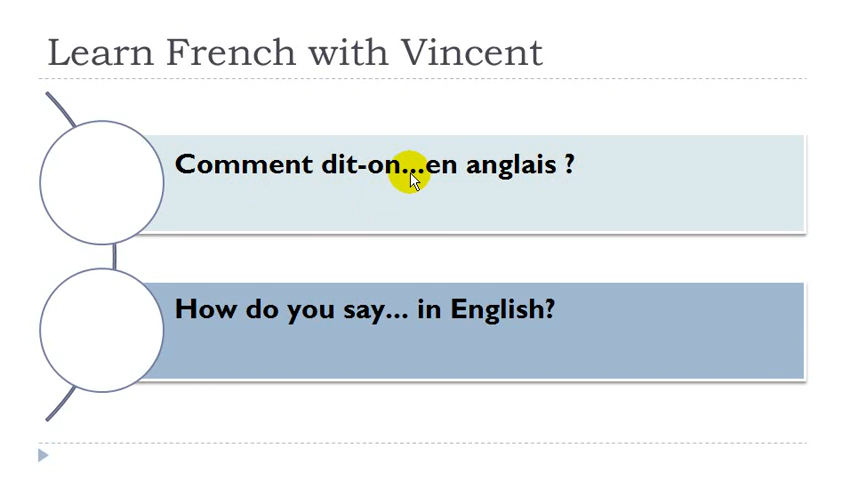 Learn French with Vincent
Comment dit-on...en anglais ?
How do you say... in English?